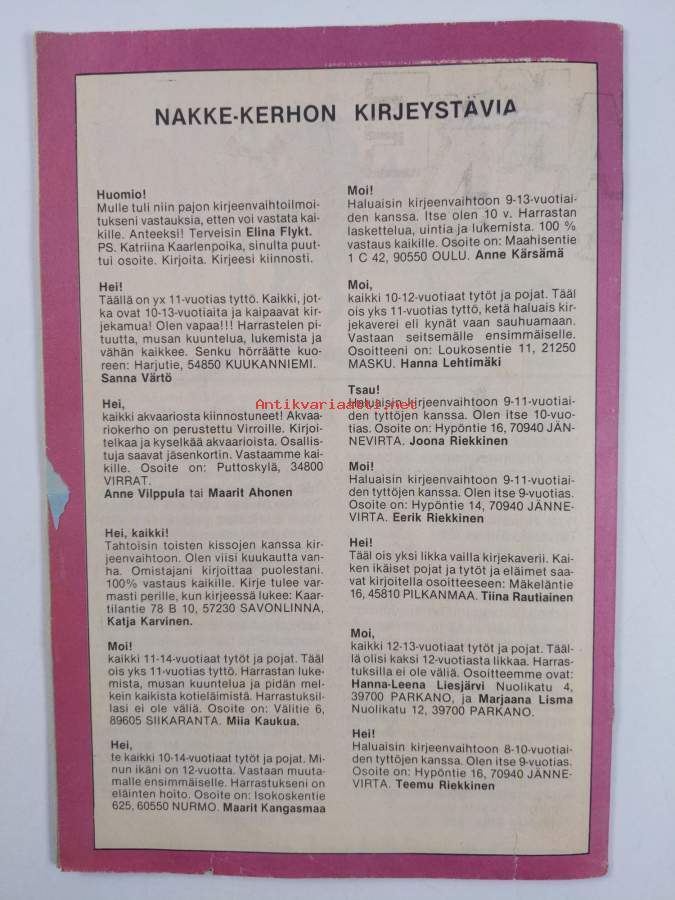 NAKKE-KERHON KIRJEYSTÄVIA
Huomio!
Mulle tuli niin pajon kirjeenvaihtoilmoi-
tukseni vastauksia, etten voi vastata kai-
kille. Anteeksi! Terveisin Elina Flykt.
PS. Katriina Kaarlenpoika, sinulta puut-
tui osoite. Kirjoita. Kirjeesi kiinnosti.
Hei!
Täällä on yx 11-vuotias tyttö. Kaikki, jot-
ka ovat 10-13-vuotiaita ja kaipaavat kir-
jekamua! Olen vapaa!!! Harrastelen pi-
tuutta, musan kuuntelua, lukemista ja
vähän kaikkee. Senku hörräätte kuo-
reen: Harjutie, 54850 KUUKANNIEMI.
Sanna Värtö
Hei,
kaikki akvaariosta kiinnostuneet! Akvaa-
riokerho on perustettu Virroille. Kirjoi-
telkaa ja kyselkää akvaarioista. Osallis-
tuja saavat jäsenkortin. Vastaamme kai-
kille. Osoite on: Puttoskylä, 34800
VIRRAT.
Anne Vilppula tai Maarit Ahonen
Hei, kaikki!
Tahtoisin toisten kissojen kanssa kir-
jeenvaihtoon. Olen viisi kuukautta van-
ha. Omistajani kirjoittaa puolestani.
100% vastaus kaikille. Kirje tulee var-
masti perille, kun kirjeessä lukee: Kaar-
tilantie 78 B 10, 57230 SAVONLINNA,
Katja Karvinen.
Moi!
kaikki 11-14-vuotiaat tytöt ja pojat. Tääl
ois yks 11-vuotias tyttö. Harrastan luke-
mista, musan kuuntelua ja pidän mel-
kein kaikista kotieläimistä. Harrastuksil-
lasi ei ole väliä. Osoite on: Välitie 6,
89605 SIIKARANTA. Miia Kaukua.
Hei,
te kaikki 10-14-vuotiaat tytöt ja pojat. Mi-
nun ikäni on 12-vuotta. Vastaan muuta-
malle ensimmäiselle. Harrastukseni on
eläinten hoito. Osoite on: Isokoskentie
625, 60550 NURMO. Maarit Kangasmaa
Moi!
Haluaisin kirjeenvaihtoon 9-13-vuotiai-
den kanssa. Itse olen 10 v. Harrastan
laskettelua, uintia ja lukemista. 100 %
vastaus kaikille. Osoite on: Maahisentie
1 C 42, 90550 OULU. Anne Kärsämä
Moi,
kaikki 10-12-vuotiaat tytöt ja pojat. Tääl
ois yks 11-vuotias tyttö, ketä haluais kir-
jekaverei eli kynät vaan sauhuamaan.
Vastaan seitsemälle ensimmäiselle.
Osoitteeni on: Loukosentie 11, 21250
MASKU. Hanna Lehtimäki
Tsau!
Haluaisin kirjeenvaihtoon 9-11-vuotiai-
den tyttöjen kanssa. Olen itse 10-vuo-
tias. Osoite on: Hypöntie 16, 70940 JÄN-
NEVIRTA. Joona Riekkinen
Moi!
Haluaisin kirjeenvaihtoon 9-11-vuotiai-
den tyttöjen kanssa. Olen itse 9-vuotias.
Osoite on: Hypöntie 14, 70940 JÄNNE-
VIRTA. Eerik Riekkinen
Hei!
Tääl ois yksi likka vailla kirjekaverii. Kai-
ken ikäiset pojat ja tytöt ja eläimet saa-
vat kirjoitella osoitteeseen: Mäkeläntie
16, 45810 PILKANMAA. Tiina Rautiainen
Moi,
kaikki 12-13-vuotiaat tytöt ja pojat. Tääl-
lä olisi kaksi 12-vuotiasta likkaa. Harras-
tuksilla ei ole väliä. Osoitteemme ovat:
Hanna-Leena Liesjärvi Nuolikatu 4,
39700 PARKANO, ja Marjaana Lisma
Nuolikatu 12, 39700 PARKANO.
Hei!
Haluaisin kirjeenvaihtoon 8-10-vuotiai-
den tyttöjen kanssa. Olen itse 9-vuotias.
Osoite on: Hypöntie 16, 70940 JÄNNE-
VIRTA. Teemu Riekkinen
Antikvariaatti.net